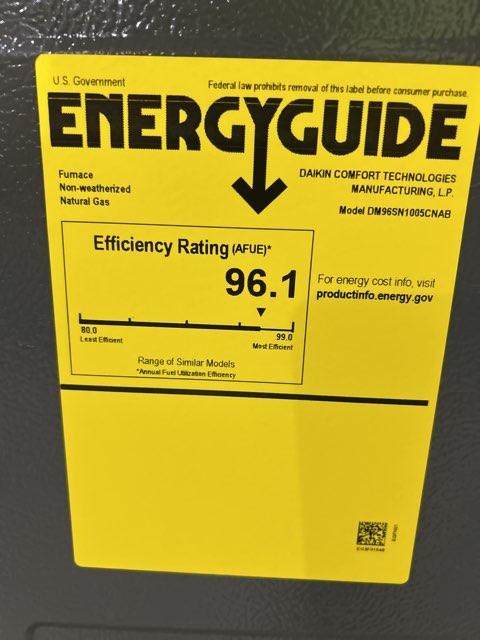 U.S. Government
Federal law prohibits removal of this label before consumer purchase.
ENERGYGUIDE
Furnace
Non-weatherized
Natural Gas
DAIKIN COMFORT TECHNOLOGIES
MANUFACTURING, L.P.
Model DM96SN1005CNAB
Efficiency Rating (AFUE)*
96.1
80.0
Least Efficient
99.0
Most Efficient
Range of Similar Models
*Annual Fuel Utilization Efficiency
For energy cost info, visit
productinfo.energy.gov